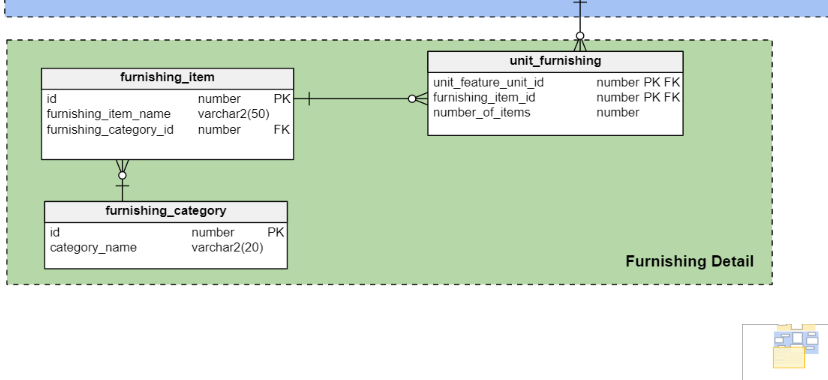 furnishing_item
id number PK
furnishing_item_name varchar2(50)
furnishing_category_id number FK
unit_furnishing
unit_feature_unit_id number PK FK
furnishing_item_id number PK FK
number_of_items number
furnishing_category
id number PK
category_name varchar2(20)
Furnishing Detail